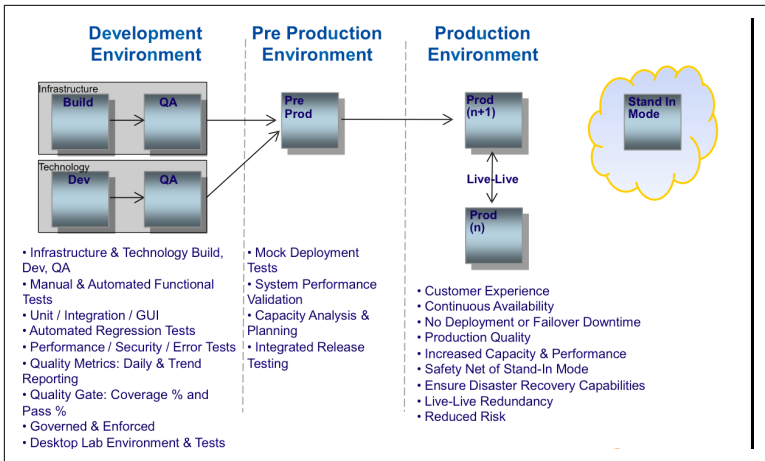 Development
Environment
Pre Production
Environment
Production
Environment
Infrastructure
Build
QA
Pre
Prod
Prod
(n+1)
Stand In
Mode
Technology
Dev
QA
Live-Live
Prod
(n)
• Infrastructure & Technology Build,
Dev, QA
• Manual & Automated Functional
Tests
• Unit / Integration / GUI
• Automated Regression Tests
• Performance / Security / Error Tests
• Quality Metrics: Daily & Trend
Reporting
• Quality Gate: Coverage % and
Pass %
• Governed & Enforced
• Desktop Lab Environment & Tests
• Mock Deployment
Tests
• System Performance
Validation
• Capacity Analysis &
Planning
• Integrated Release
Testing
• Customer Experience
• Continuous Availability
• No Deployment or Failover Downtime
• Production Quality
• Increased Capacity & Performance
• Safety Net of Stand-In Mode
• Ensure Disaster Recovery Capabilities
• Live-Live Redundancy
• Reduced Risk